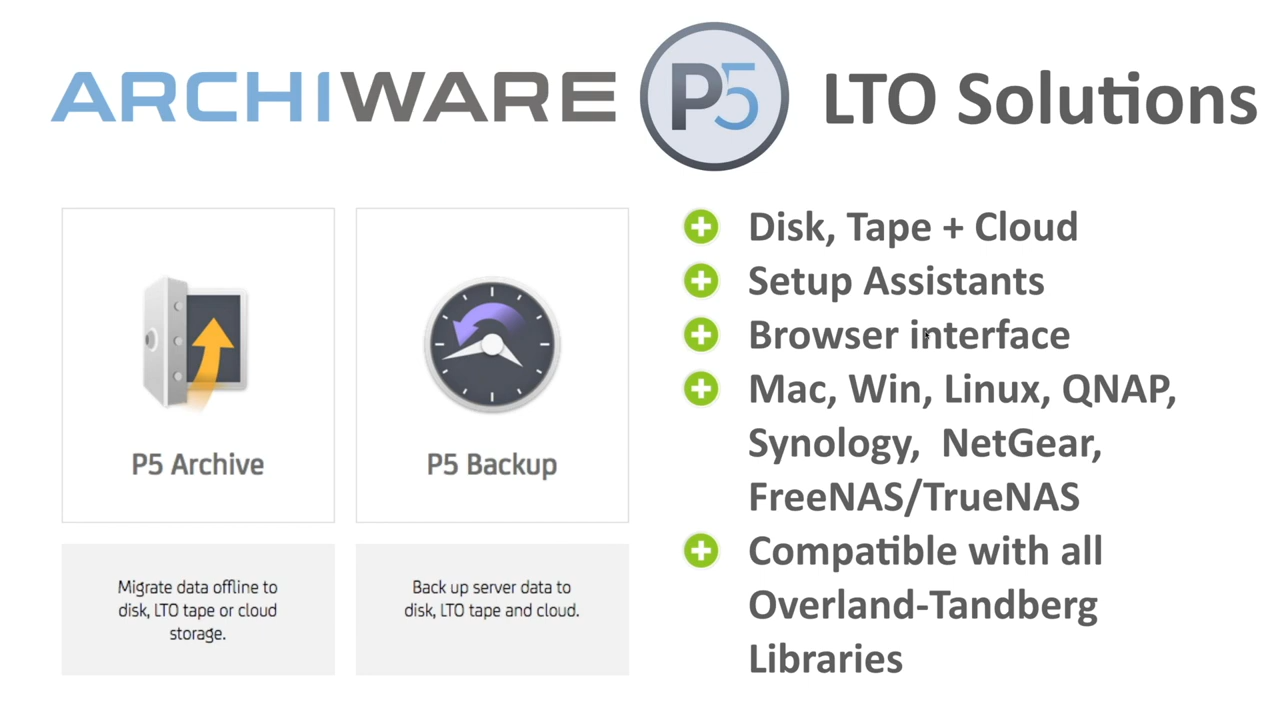 ARCHIWARE P5 LTO Solutions
P5 Archive
Migrate data offline to
disk, LTO tape or cloud
storage.
P5 Backup
Back up server data to
disk, LTO tape and cloud.
Disk, Tape + Cloud
Setup Assistants
Browser interface
Mac, Win, Linux, QNAP,
Synology, NetGear,
FreeNAS/TrueNAS
Compatible with all
Overland-Tandberg
Libraries